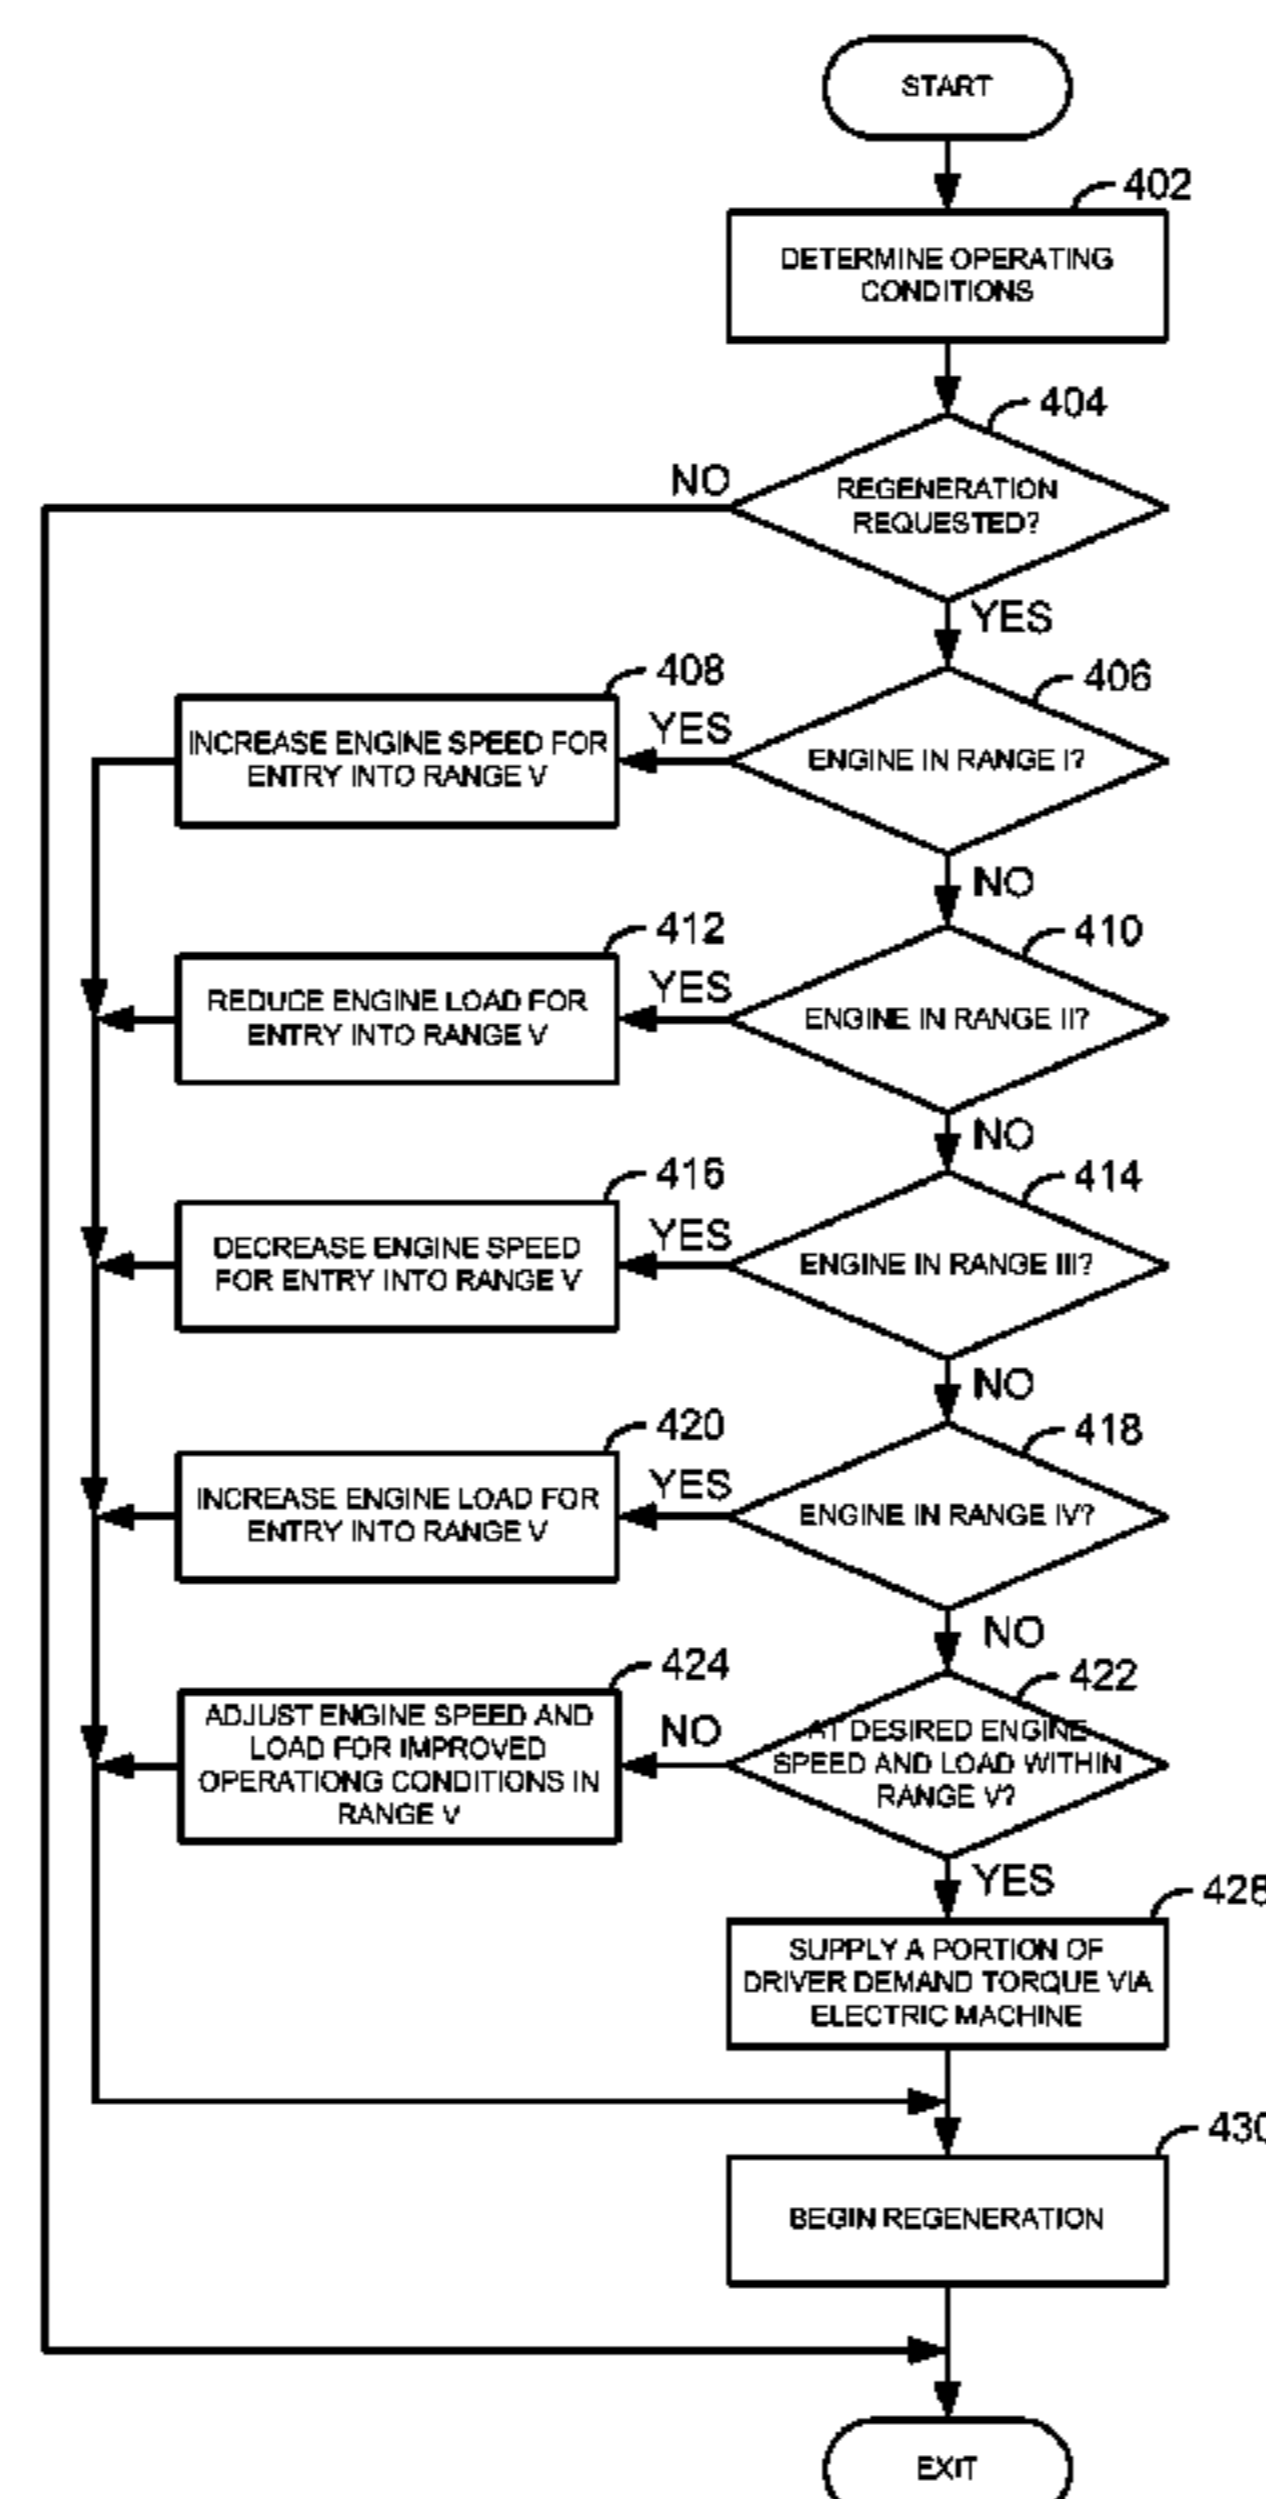 START
402
DETERMINE OPERATING
CONDITIONS
404
NO
REGENERATION
REQUESTED?
YES
408
406
INCREASE ENGINE SPEED FOR
ENTRY INTO RANGE V
YES
ENGINE IN RANGE I?
NO
412
410
REDUCE ENGINE LOAD FOR
ENTRY INTO RANGE V
YES
ENGINE IN RANGE II?
NO
416
414
DECREASE ENGINE SPEED
FOR ENTRY INTO RANGE V
YES
ENGINE IN RANGE III?
NO
420
418
INCREASE ENGINE LOAD FOR
ENTRY INTO RANGE V
YES
ENGINE IN RANGE IV?
NO
424
422
ADJUST ENGINE SPEED AND
LOAD FOR IMPROVED
OPERATIONG CONDITIONS IN
RANGE V
NO
AT DESIRED ENGINE
SPEED AND LOAD WITHIN
RANGE V?
YES
SUPPLY A PORTION OF
DRIVER DEMAND TORQUE VIA
ELECTRIC MACHINE
430
BEGIN REGENERATION
EXIT